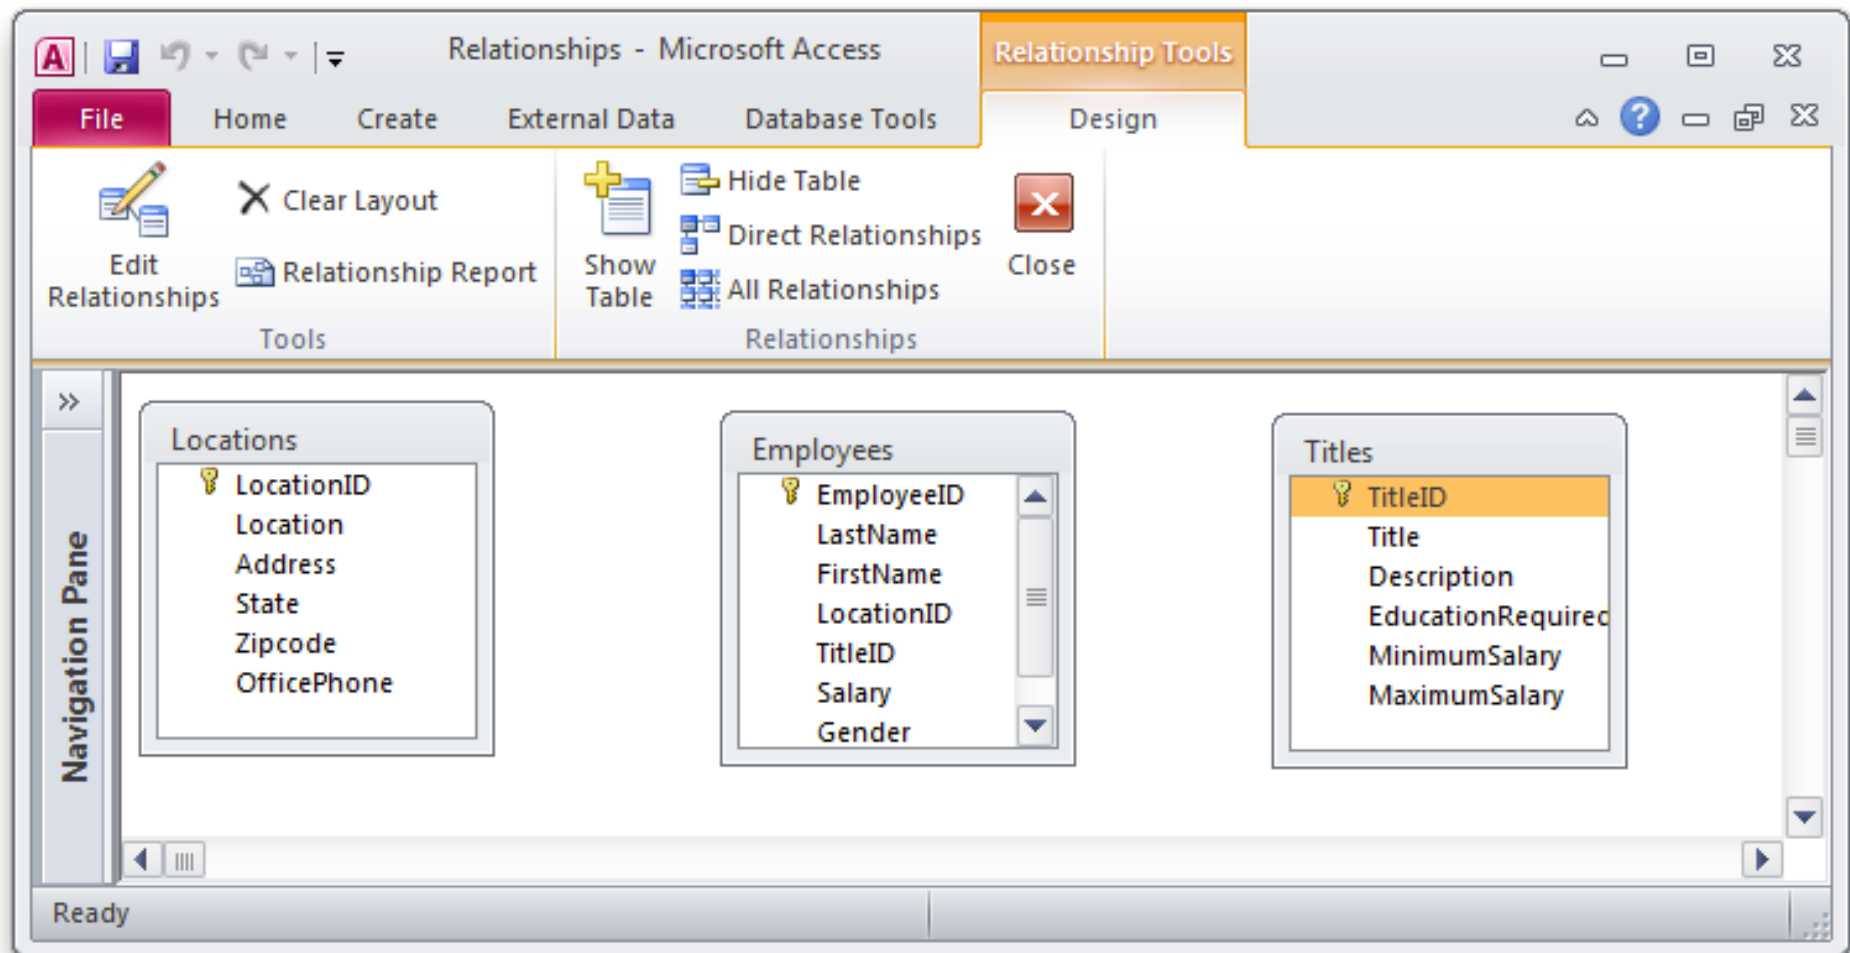 Relationships - Microsoft Access
Relationship Tools
File Home Create External Data Database Tools Design
Edit Relationships
Clear Layout
Relationship Report
Tools
Show Table
Hide Table
Direct Relationships
All Relationships
Close
Relationships
Navigation Pane
Locations
LocationID
Location
Address
State
Zipcode
OfficePhone
Employees
EmployeeID
LastName
FirstName
LocationID
TitleID
Salary
Gender
Titles
TitleID
Title
Description
EducationRequired
MinimumSalary
MaximumSalary
Ready